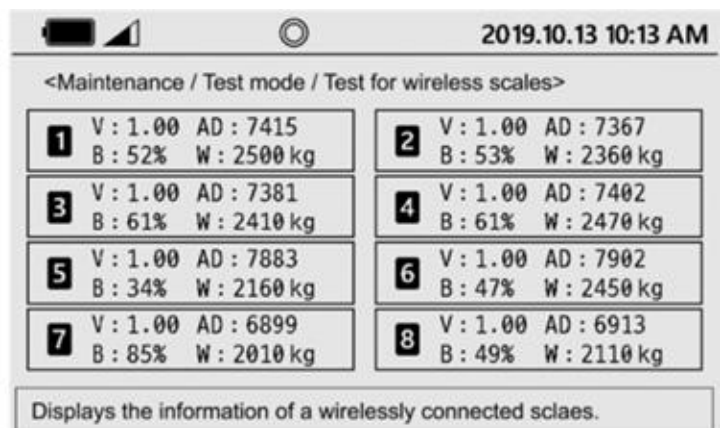 2019.10.13 10:13 AM
<Maintenance / Test mode / Test for wireless scales>
1 V : 1.00 AD : 7415
B : 52% W : 2500 kg
2 V : 1.00 AD : 7367
B : 53% W : 2360 kg
3 V : 1.00 AD : 7381
B : 61% W : 2410 kg
4 V : 1.00 AD : 7402
B : 61% W : 2470 kg
5 V : 1.00 AD : 7883
B : 34% W : 2160 kg
6 V : 1.00 AD : 7902
B : 47% W : 2450 kg
7 V : 1.00 AD : 6899
B : 85% W : 2010 kg
8 V : 1.00 AD : 6913
B : 49% W : 2110 kg
Displays the information of a wirelessly connected sclaes.